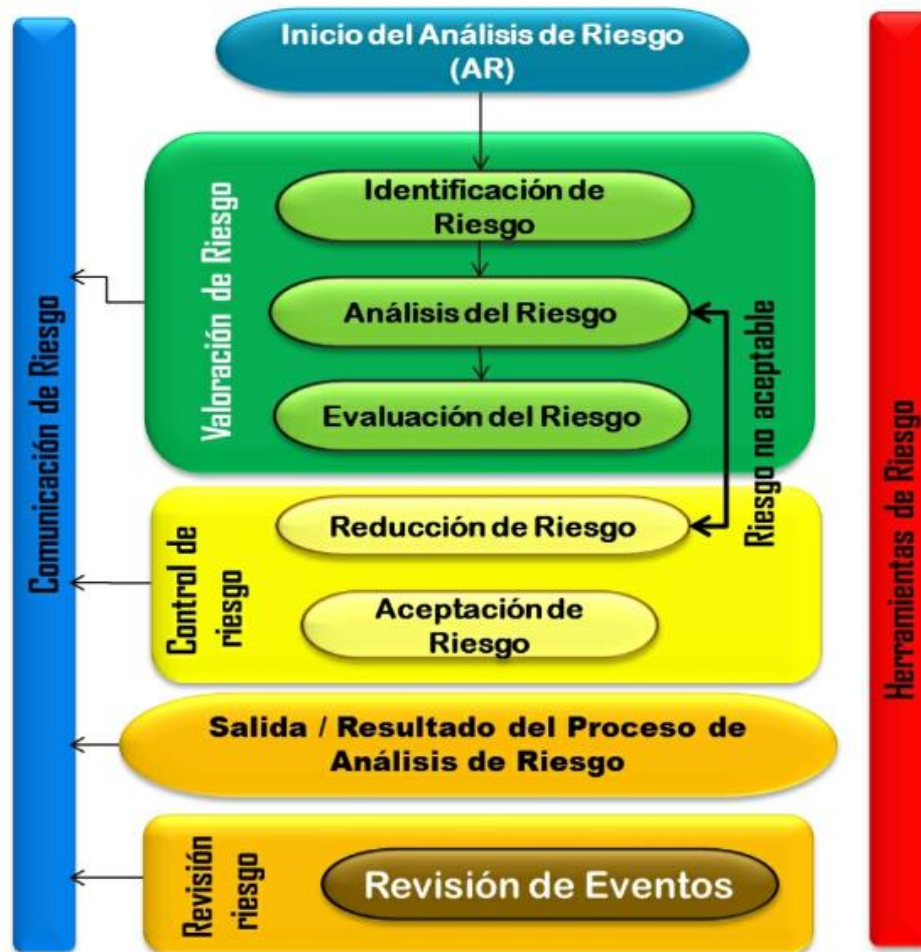 Inicio del Análisis de Riesgo
(AR)
Comunicación de Riesgo
Valoración de Riesgo
Identificación de
Riesgo
Análisis del Riesgo
Evaluación del Riesgo
Riesgo no aceptable
Control de
riesgo
Reducción de Riesgo
Aceptación de
Riesgo
Salida / Resultado del Proceso de
Análisis de Riesgo
Revisión
riesgo
Revisión de Eventos
Herramientas de Riesgo